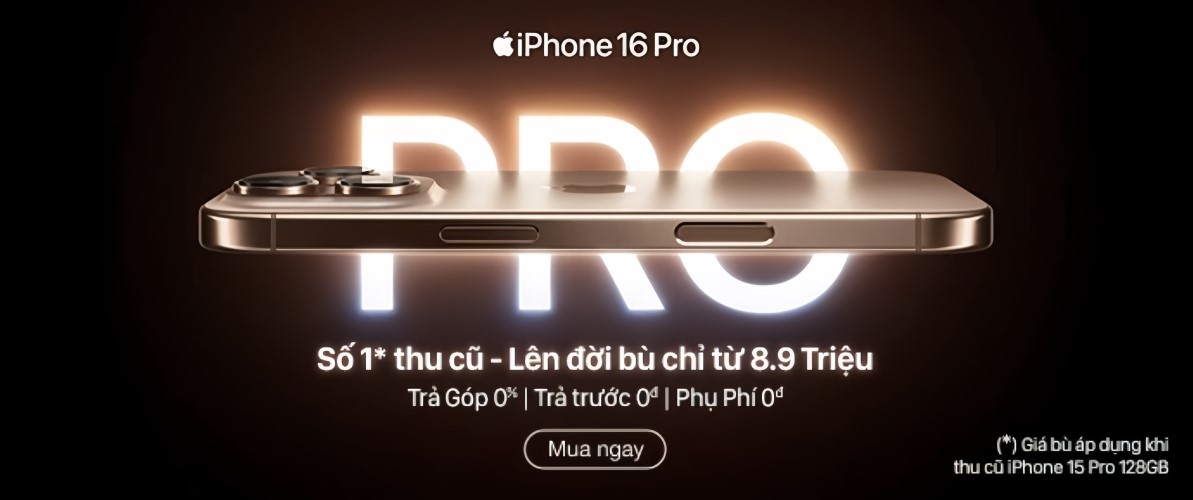 iPhone 16 Pro
PRO
Số 1* thu cũ - Lên đời bù chỉ từ 8.9 Triệu
Trả Góp 0% | Trả trước 0đ | Phụ Phí 0đ
Mua ngay
(*) Giá bù áp dụng khi
thu cũ iPhone 15 Pro 128GB